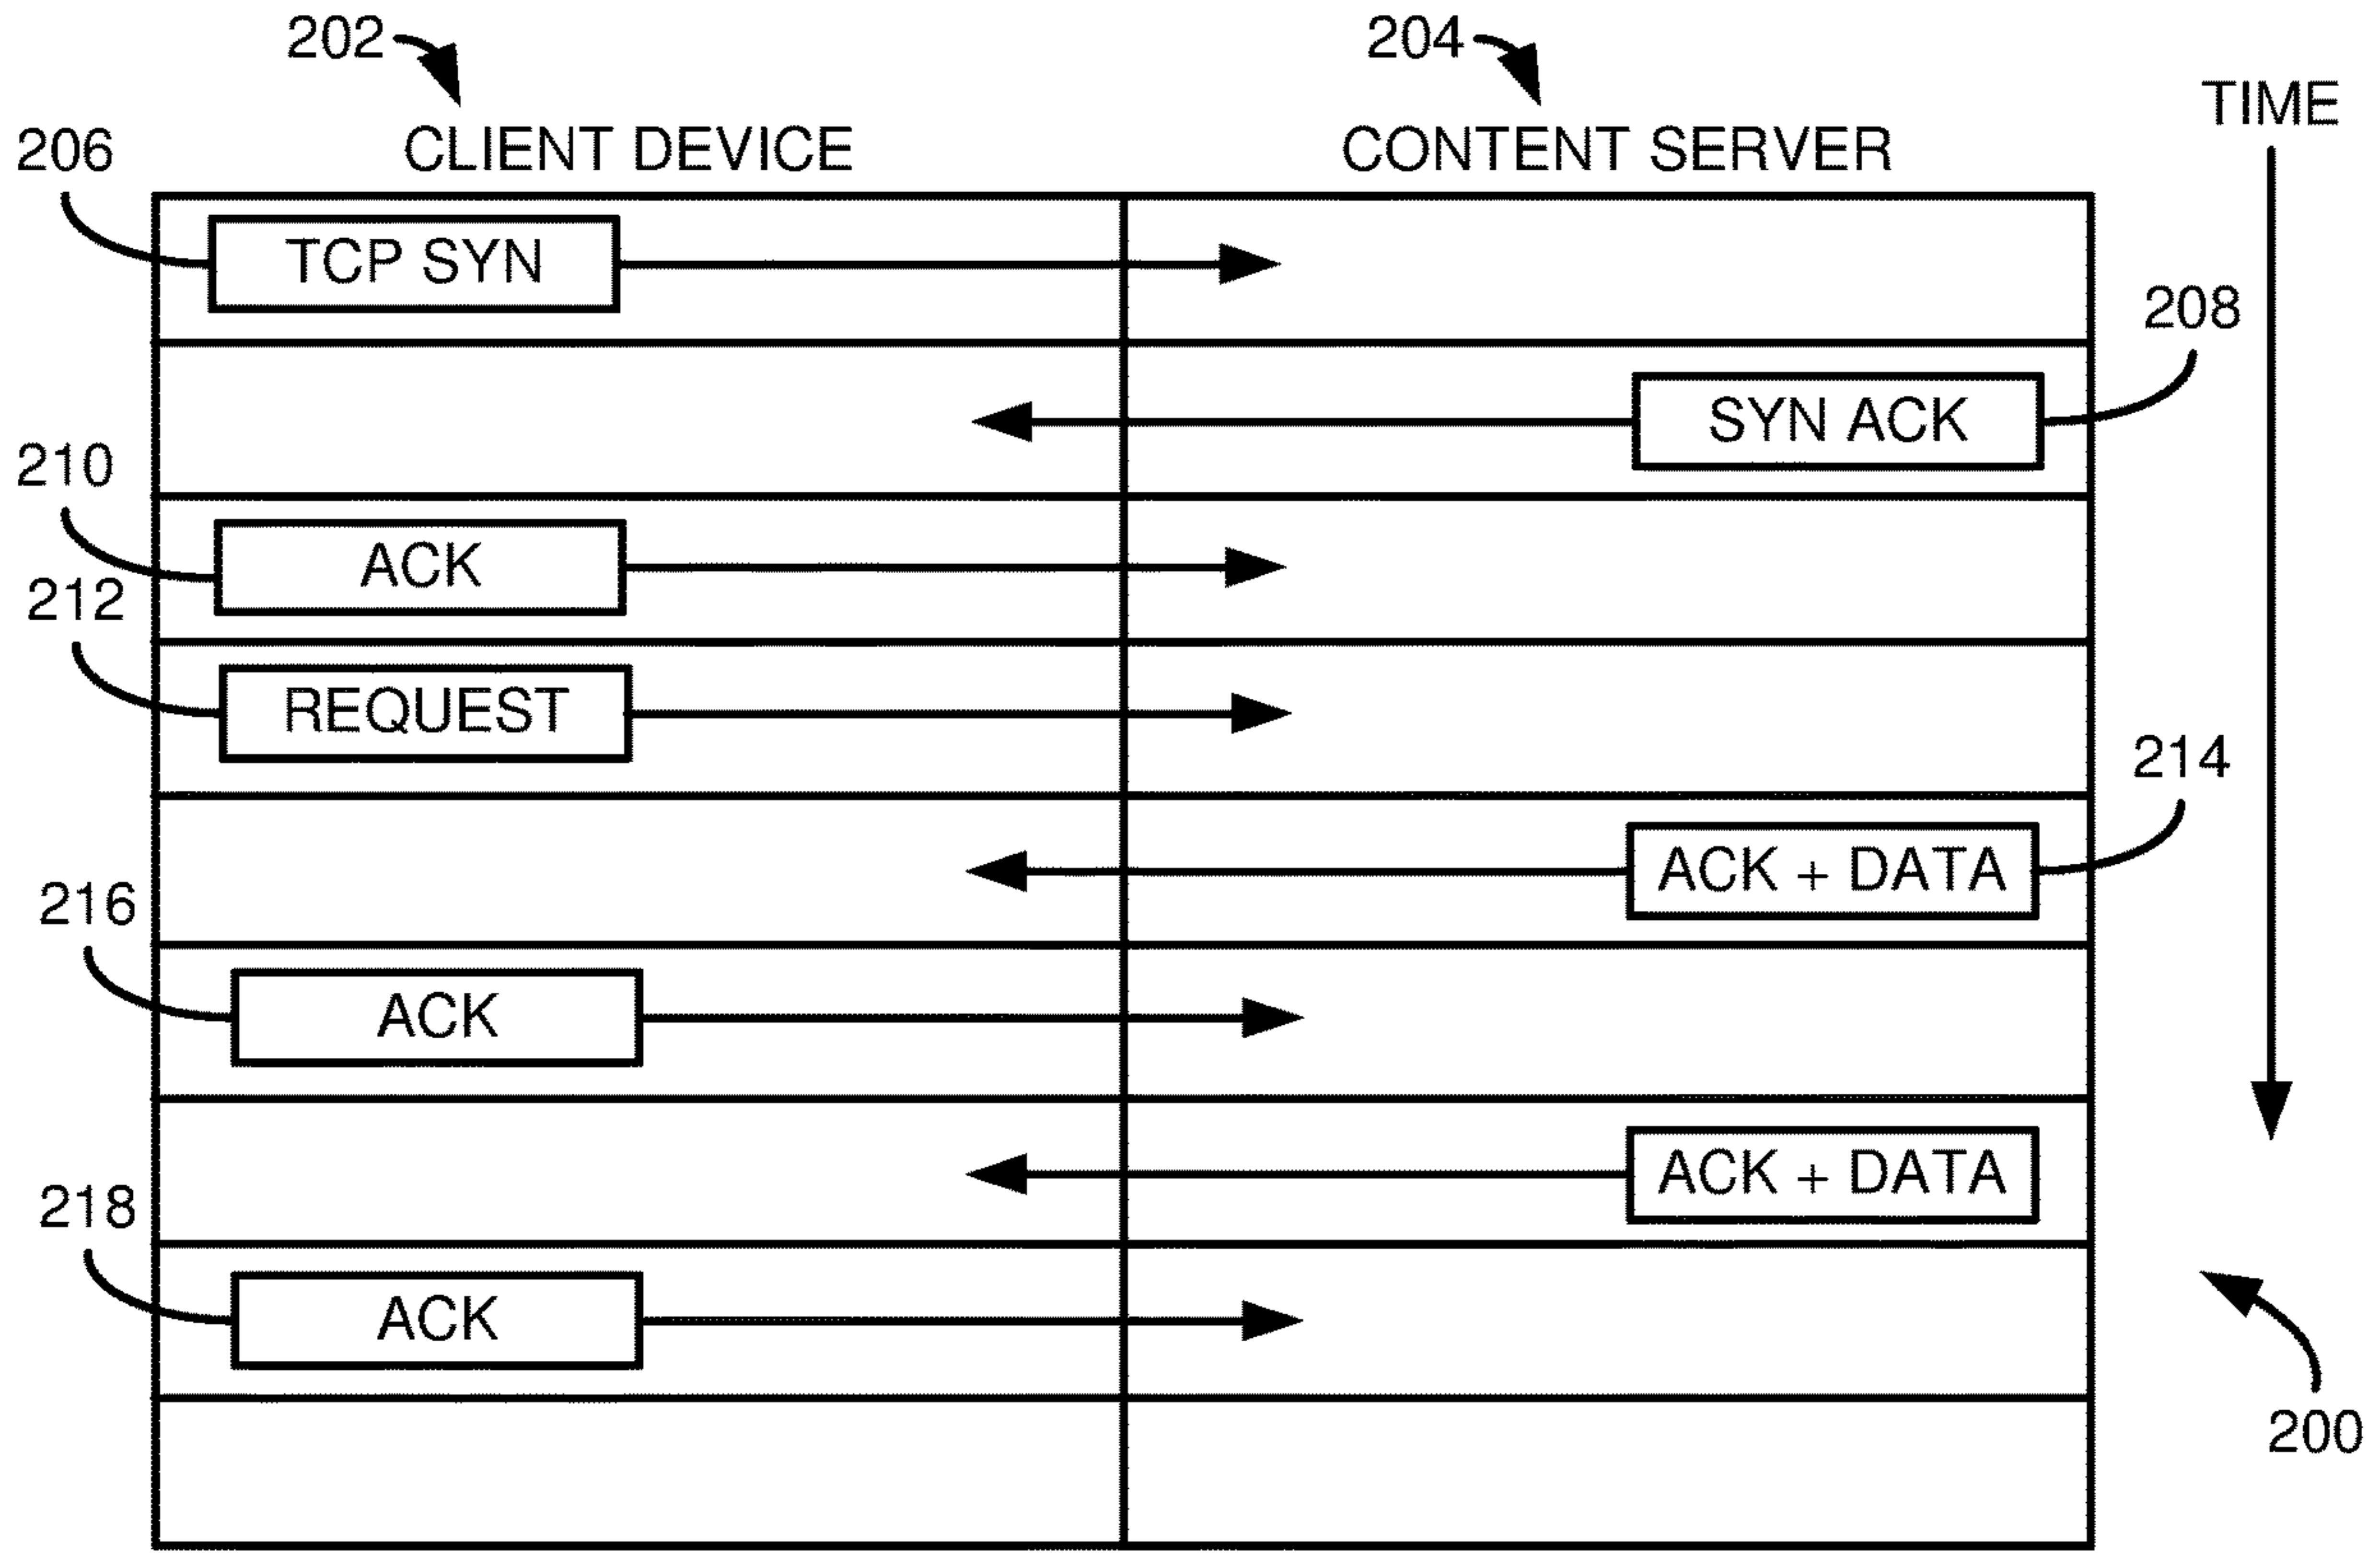 202
204
TIME
CLIENT DEVICE
CONTENT SERVER
206
TCP SYN
208
SYN ACK
210
ACK
212
REQUEST
214
ACK + DATA
216
ACK
ACK + DATA
218
ACK
200